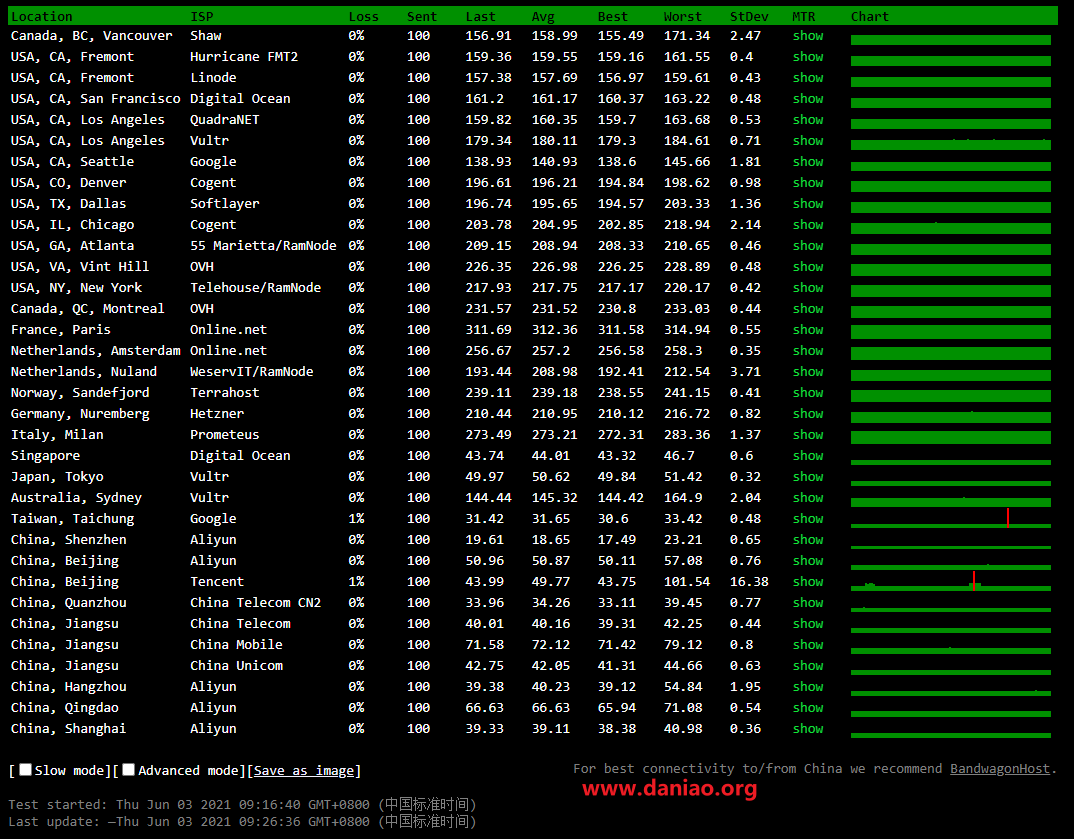 Location ISP Loss Sent Last Avg Best Worst StDev MTR Chart
Canada, BC, Vancouver Shaw 0% 100 156.91 158.99 155.49 171.34 2.47 show
USA, CA, Fremont Hurricane FMT2 0% 100 159.36 159.55 159.16 161.55 0.4 show
USA, CA, Fremont Linode 0% 100 157.38 157.69 156.97 159.61 0.43 show
USA, CA, San Francisco Digital Ocean 0% 100 161.2 161.17 160.37 163.22 0.48 show
USA, CA, Los Angeles QuadraNET 0% 100 159.82 160.35 159.7 163.68 0.53 show
USA, CA, Los Angeles Vultr 0% 100 179.34 180.11 179.3 184.61 0.71 show
USA, CA, Seattle Google 0% 100 138.93 140.93 138.6 145.66 1.81 show
USA, CO, Denver Cogent 0% 100 196.61 196.21 194.84 198.62 0.98 show
USA, TX, Dallas Softlayer 0% 100 196.74 195.65 194.57 203.33 1.36 show
USA, IL, Chicago Cogent 0% 100 203.78 204.95 202.85 218.94 2.14 show
USA, GA, Atlanta 55 Marietta/RamNode 0% 100 209.15 208.94 208.33 210.65 0.46 show
USA, VA, Vint Hill OVH 0% 100 226.35 226.98 226.25 228.89 0.48 show
USA, NY, New York Telehouse/RamNode 0% 100 217.93 217.75 217.17 220.17 0.42 show
Canada, QC, Montreal OVH 0% 100 231.57 231.52 230.8 233.03 0.44 show
France, Paris Online.net 0% 100 311.69 312.36 311.58 314.94 0.55 show
Netherlands, Amsterdam Online.net 0% 100 256.67 257.2 256.58 258.3 0.35 show
Netherlands, Nuland WeservIT/RamNode 0% 100 193.44 208.98 192.41 212.54 3.71 show
Norway, Sandefjord Terrahost 0% 100 239.11 239.18 238.55 241.15 0.41 show
Germany, Nuremberg Hetzner 0% 100 210.44 210.95 210.12 216.72 0.82 show
Italy, Milan Prometeus 0% 100 273.49 273.21 272.31 283.36 1.37 show
Singapore Digital Ocean 0% 100 43.74 44.01 43.32 46.7 0.6 show
Japan, Tokyo Vultr 0% 100 49.97 50.62 49.84 51.42 0.32 show
Australia, Sydney Vultr 0% 100 144.44 145.32 144.42 164.9 2.04 show
Taiwan, Taichung Google 1% 100 31.42 31.65 30.6 33.42 0.48 show
China, Shenzhen Aliyun 0% 100 19.61 18.65 17.49 23.21 0.65 show
China, Beijing Aliyun 0% 100 50.96 50.87 50.11 57.08 0.76 show
China, Beijing Tencent 1% 100 43.99 49.77 43.75 101.54 16.38 show
China, Quanzhou China Telecom CN2 0% 100 33.96 34.26 33.11 39.45 0.77 show
China, Jiangsu China Telecom 0% 100 40.01 40.16 39.31 42.25 0.44 show
China, Jiangsu China Mobile 0% 100 71.58 72.12 71.42 79.12 0.8 show
China, Jiangsu China Unicom 0% 100 42.75 42.05 41.31 44.66 0.63 show
China, Hangzhou Aliyun 0% 100 39.38 40.23 39.12 54.84 1.95 show
China, Qingdao Aliyun 0% 100 66.63 66.63 65.94 71.08 0.54 show
China, Shanghai Aliyun 0% 100 39.33 39.11 38.38 40.98 0.36 show
[ Slow mode][ Advanced mode][Save as image]
For best connectivity to/from China we recommend BandwagonHost.
www.daniao.org
Test started: Thu Jun 03 2021 09:16:40 GMT+0800 (中国标准时间)
Last update: —Thu Jun 03 2021 09:26:36 GMT+0800 (中国标准时间)